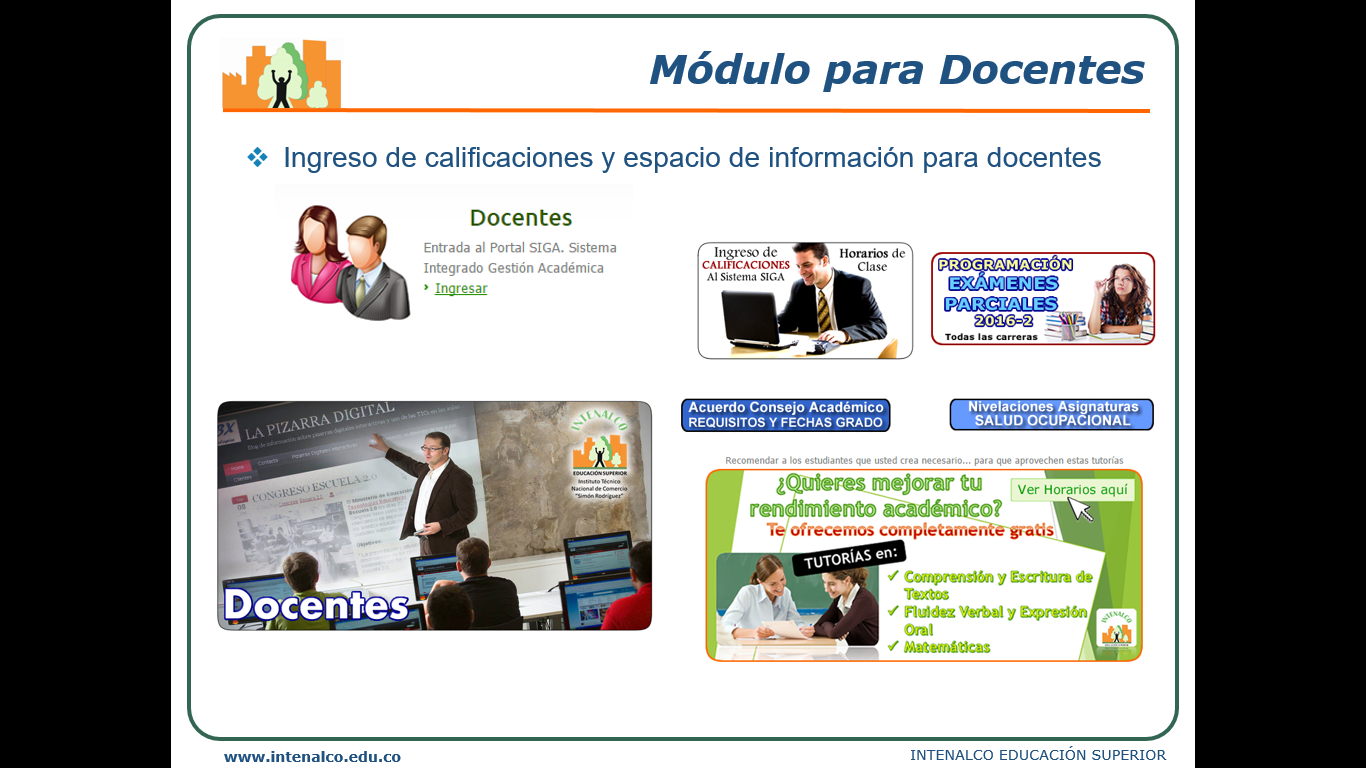 Módulo para Docentes
Ingreso de calificaciones y espacio de información para docentes
Docentes
Entrada al Portal SIGA. Sistema
Integrado Gestión Académica
Ingresar
Ingreso de
CALIFICACIONES
Al Sistema SIGA
Horarios de
Clase
PROGRAMACIÓN
EXÁMENES
PARCIALES
2016-2
Todas las carreras
LA PIZARRA DIGITAL
CONGRESO ESCUELA 2.0
INTENALCO
EDUCACIÓN SUPERIOR
Instituto Técnico
Nacional de Comercio
"Simón Rodríguez"
Docentes
Acuerdo Consejo Académico
REQUISITOS Y FECHAS GRADO
Nivelaciones Asignaturas
SALUD OCUPACIONAL
Recomendar a los estudiantes que usted crea necesario... para que aprovechen estas tutorías
¿Quieres mejorar tu
rendimiento académico?
Ver Horarios aquí
Te ofrecemos completamente gratis
TUTORÍAS en:
✓ Comprensión y Escritura de
Textos
✓ Fluidez Verbal y Expresión
Oral
✓ Matemáticas
INTENALCO
www.intenalco.edu.co
INTENALCO EDUCACIÓN SUPERIOR